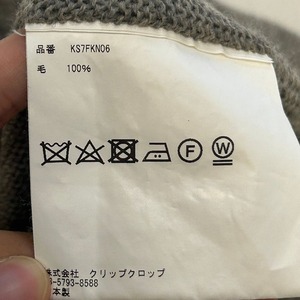 品番 KS7FKN06
毛 100%
F W
株式会社 クリップクロップ
-5793-8588
本製